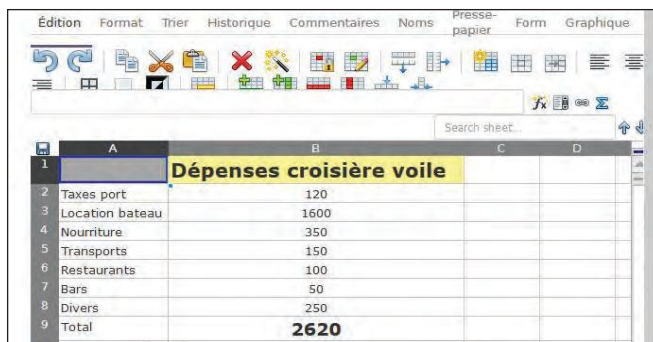 Édition Format Trier Historique Commentaires Noms Presse-papier Form Graphique
fx
Search sheet...
A B C D
1 Dépenses croisière voile
2 Taxes port 120
3 Location bateau 1600
4 Nourriture 350
5 Transports 150
6 Restaurants 100
7 Bars 50
8 Divers 250
9 Total 2620